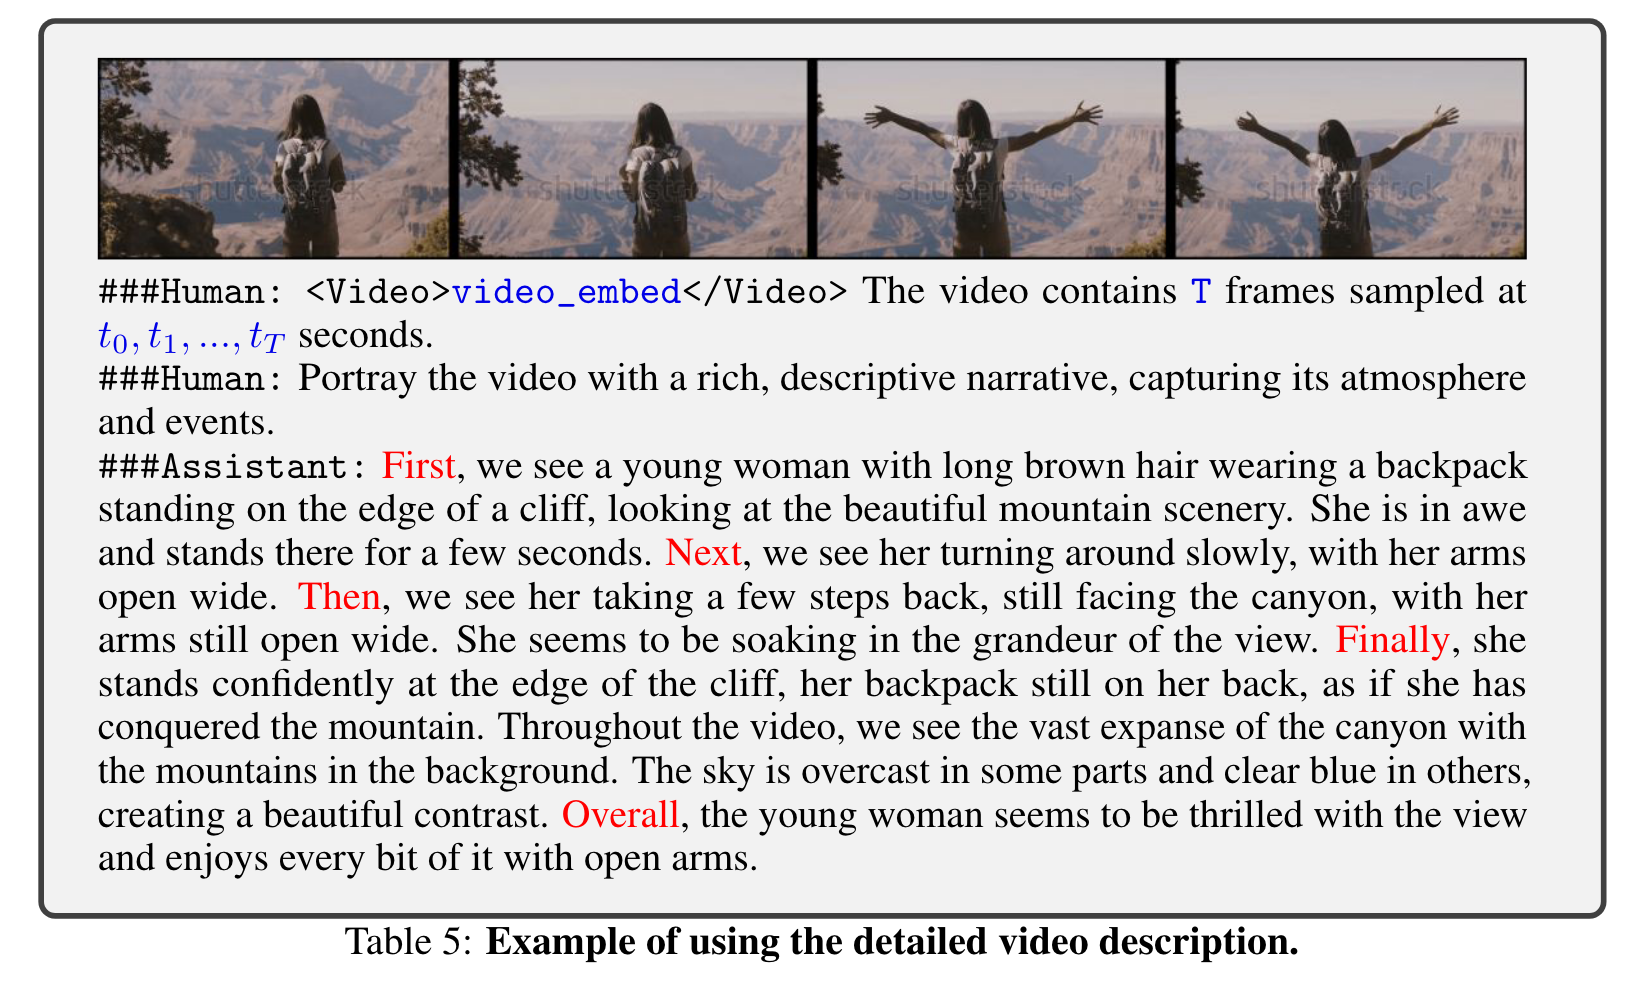 shutterstock shutterstock shutterstock shutterstock
###Human: <Video>video_embed</Video> The video contains T frames sampled at
t₀, t₁, ..., t_T seconds.
###Human: Portray the video with a rich, descriptive narrative, capturing its atmosphere
and events.
###Assistant: First, we see a young woman with long brown hair wearing a backpack
standing on the edge of a cliff, looking at the beautiful mountain scenery. She is in awe
and stands there for a few seconds. Next, we see her turning around slowly, with her arms
open wide. Then, we see her taking a few steps back, still facing the canyon, with her
arms still open wide. She seems to be soaking in the grandeur of the view. Finally, she
stands confidently at the edge of the cliff, her backpack still on her back, as if she has
conquered the mountain. Throughout the video, we see the vast expanse of the canyon with
the mountains in the background. The sky is overcast in some parts and clear blue in others,
creating a beautiful contrast. Overall, the young woman seems to be thrilled with the view
and enjoys every bit of it with open arms.
Table 5: Example of using the detailed video description.